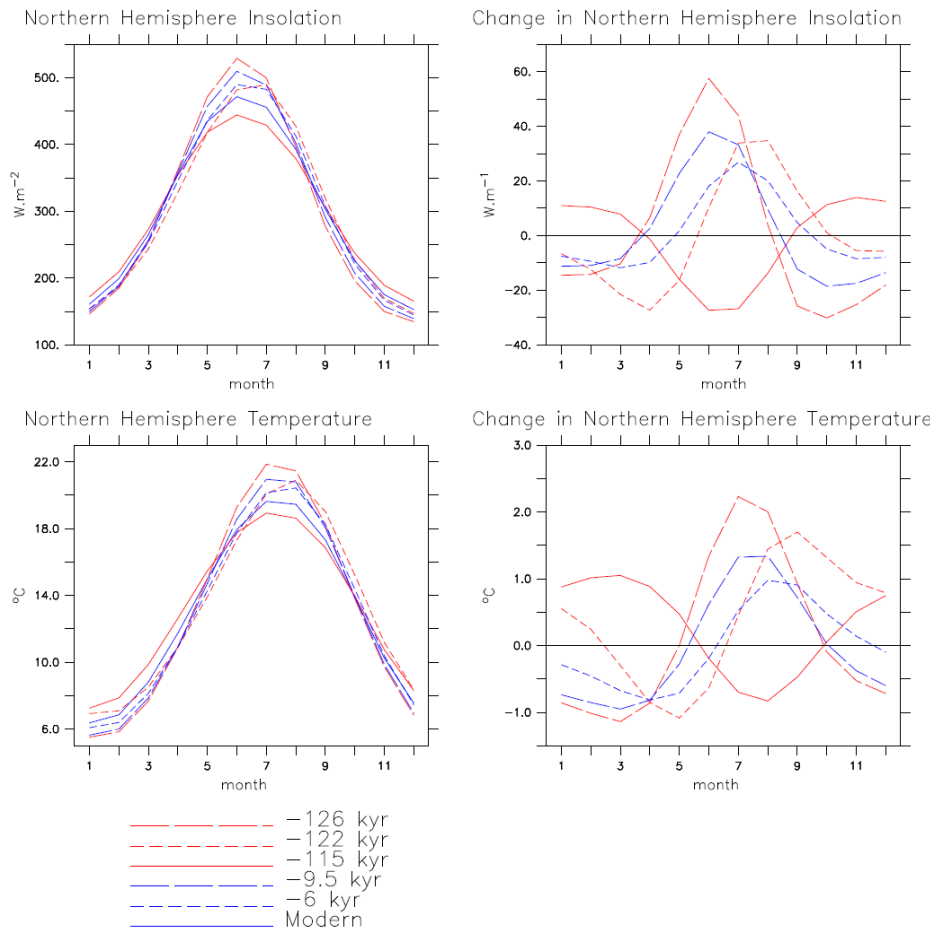 Northern Hemisphere Insolation
Change in Northern Hemisphere Insolation
500.
400.
300.
200.
100.
W.m-2
1 3 5 7 9 11
month
60.
40.
20.
0.
-20.
-40.
W.m-1
1 3 5 7 9 11
month
Northern Hemisphere Temperature
Change in Northern Hemisphere Temperature
22.0
18.0
14.0
10.0
6.0
°C
1 3 5 7 9 11
month
3.0
2.0
1.0
0.0
-1.0
°C
1 3 5 7 9 11
month
-126 kyr
-122 kyr
-115 kyr
-9.5 kyr
-6 kyr
Modern